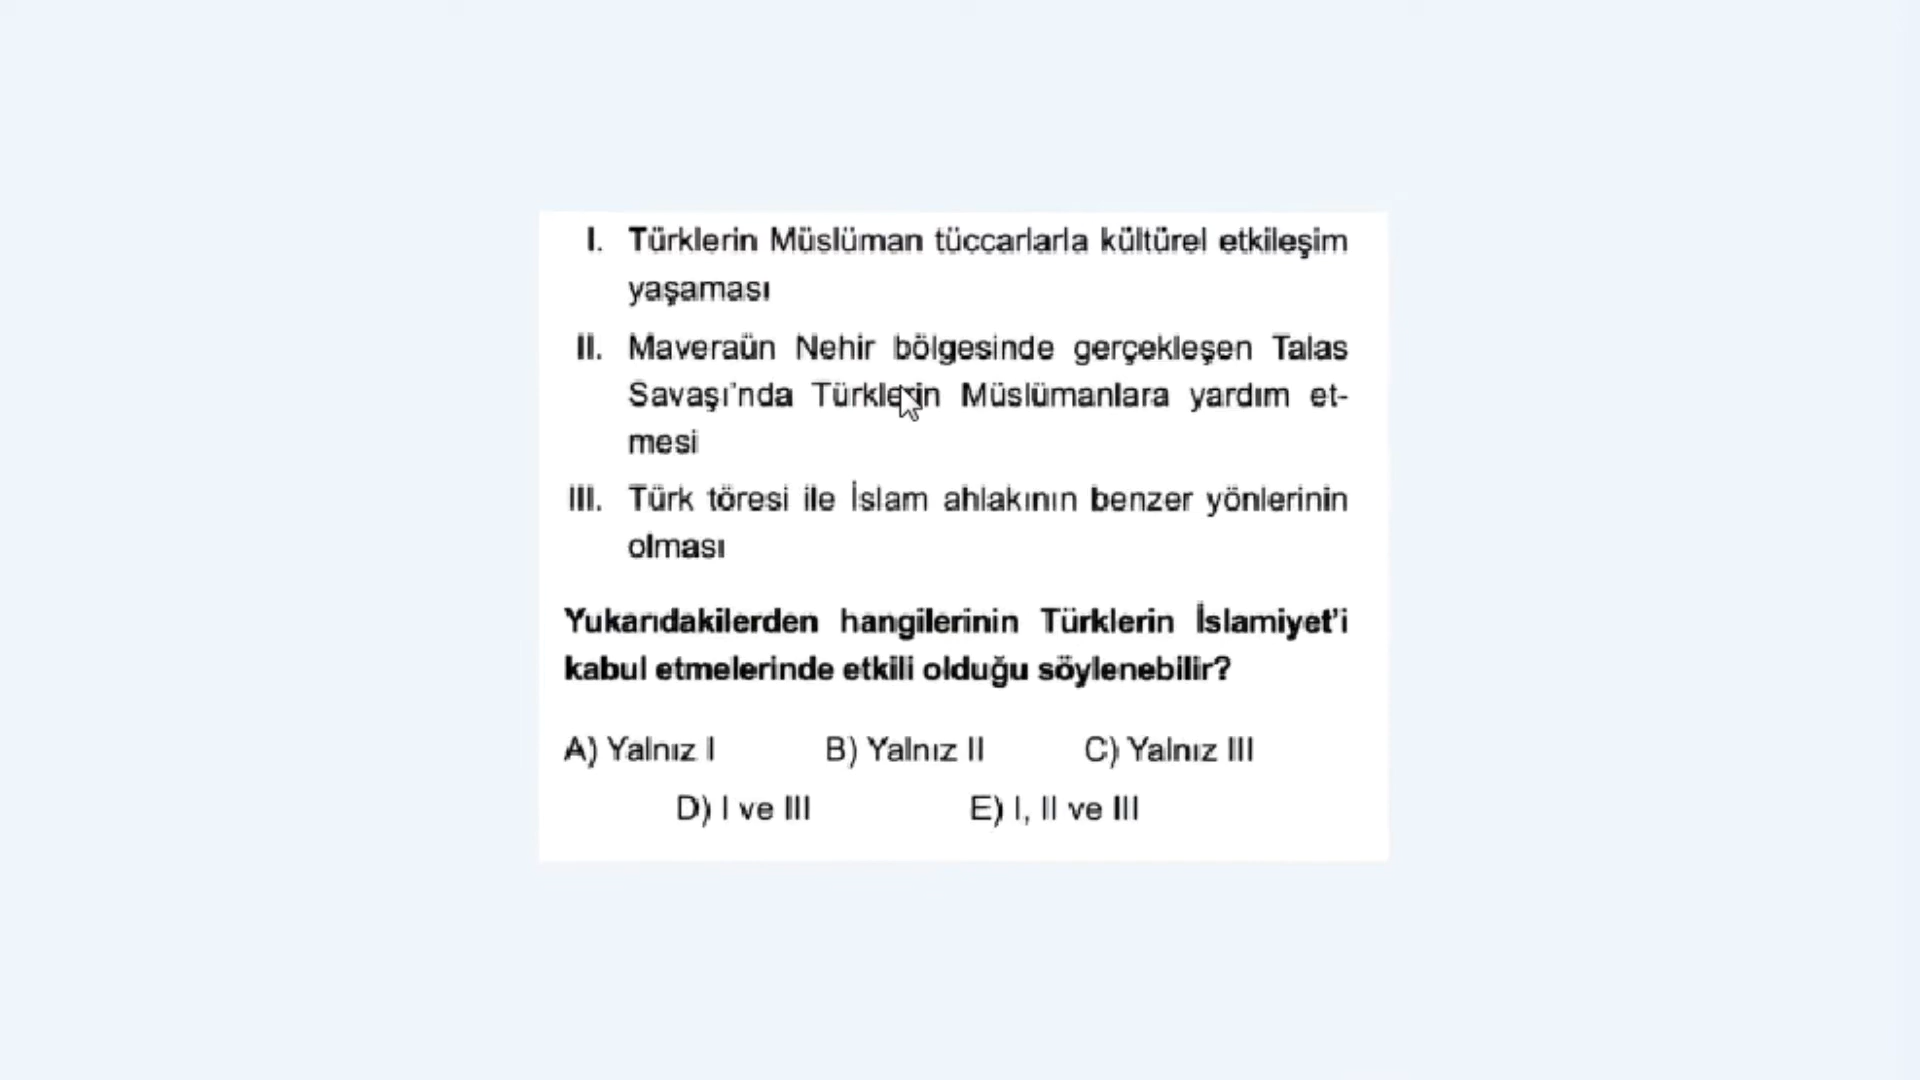 I. Türklerin Müslüman tüccarlarla kültürel etkileşim
yaşaması
II. Maveraün Nehir bölgesinde gerçekleşen Talas
Savaşı'nda Türklerin Müslümanlara yardım et-
mesi
III. Türk töresi ile İslam ahlakının benzer yönlerinin
olması
Yukarıdakilerden hangilerinin Türklerin İslamiyet'i
kabul etmelerinde etkili olduğu söylenebilir?
A) Yalnız I B) Yalnız II C) Yalnız III
D) I ve III E) I, II ve III